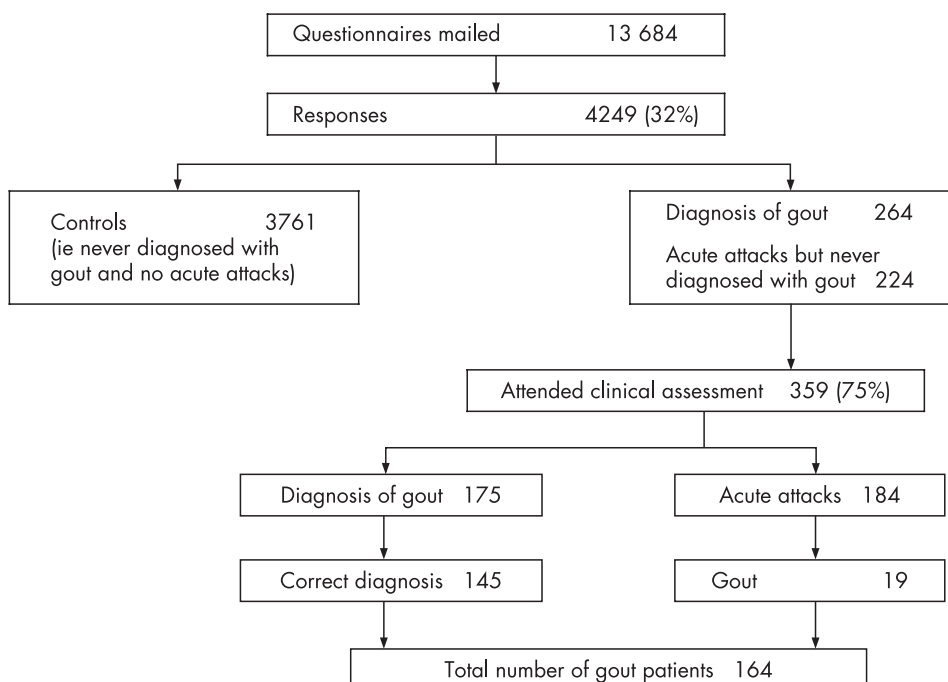 Questionnaires mailed 13 684
Responses 4249 (32%)
Controls 3761
(ie never diagnosed with
gout and no acute attacks)
Diagnosis of gout 264
Acute attacks but never
diagnosed with gout 224
Attended clinical assessment 359 (75%)
Diagnosis of gout 175
Acute attacks 184
Correct diagnosis 145
Gout 19
Total number of gout patients 164